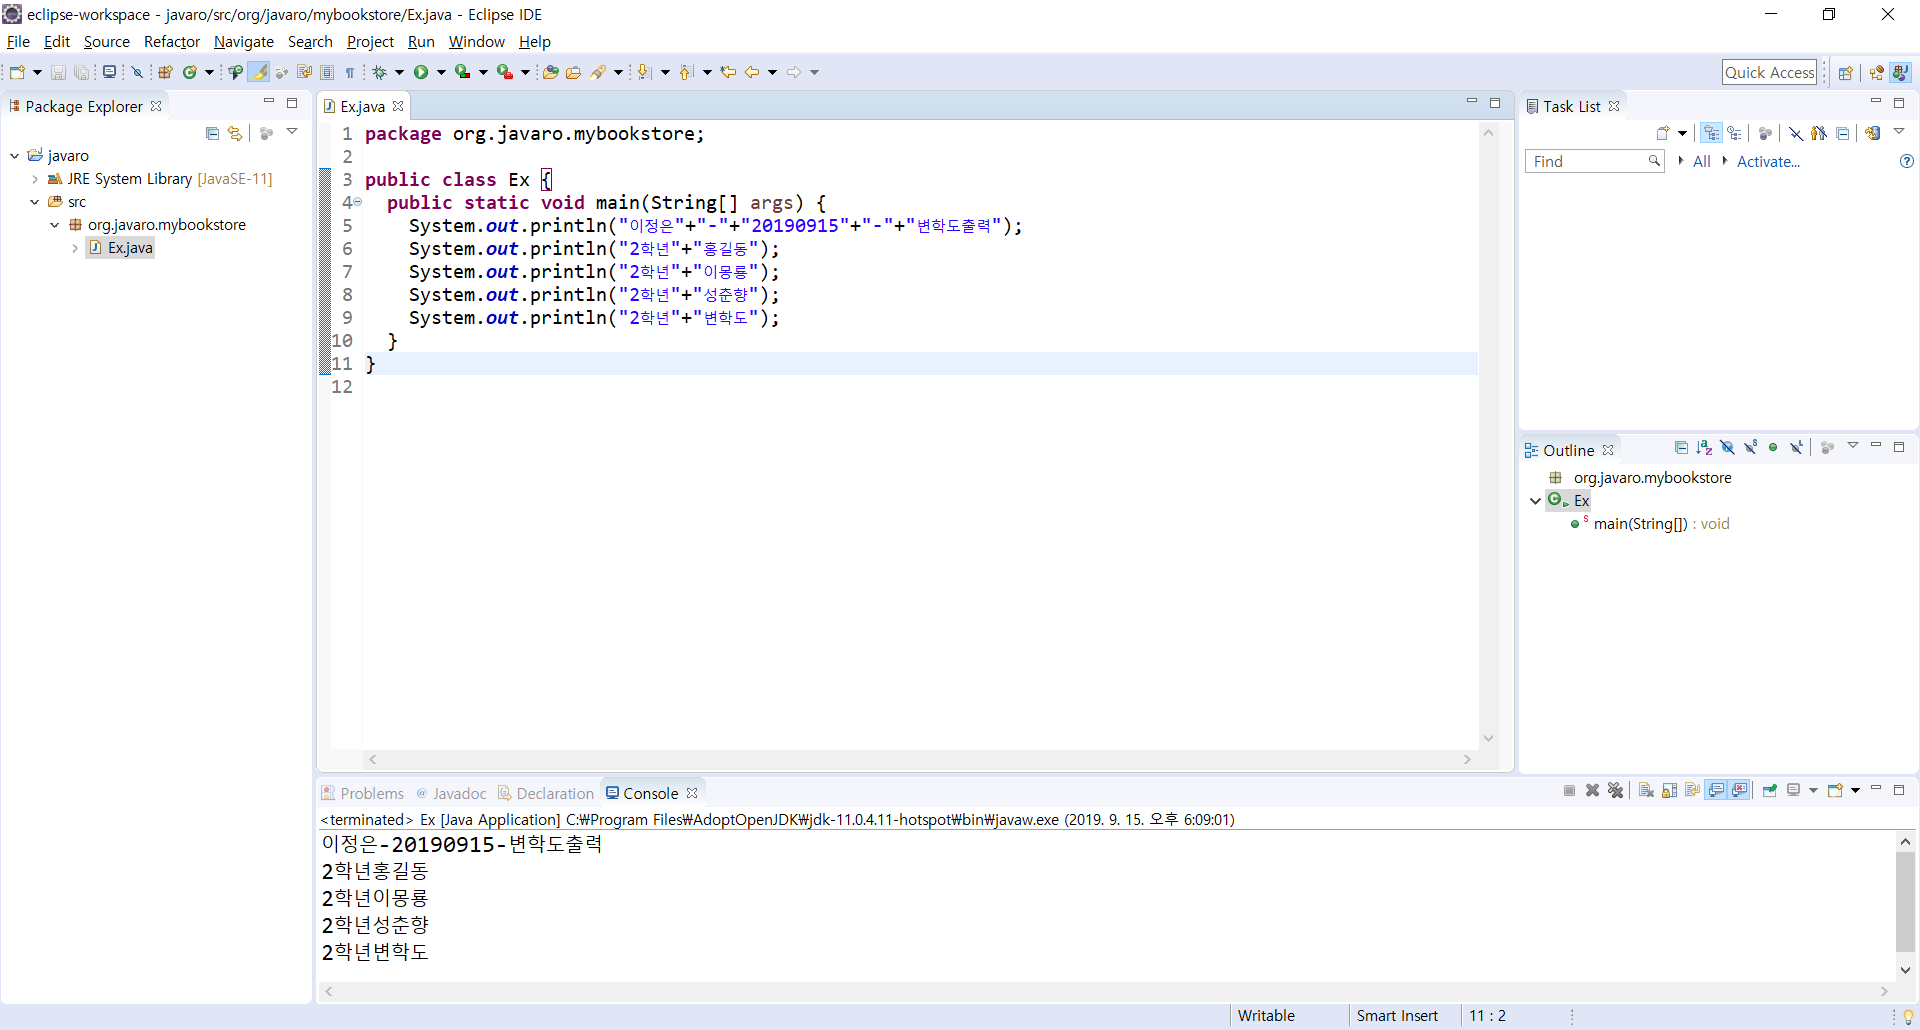 eclipse-workspace - javaro/src/org/javaro/mybookstore/Ex.java - Eclipse IDE
File Edit Source Refactor Navigate Search Project Run Window Help
Quick Access
Package Explorer
javaro
JRE System Library [JavaSE-11]
src
org.javaro.mybookstore
Ex.java
Ex.java
1 package org.javaro.mybookstore;
2
3 public class Ex {
4 public static void main(String[] args) {
5 System.out.println("이정은"+"-"+"20190915"+"-"+"변학도출력");
6 System.out.println("2학년"+"홍길동");
7 System.out.println("2학년"+"이몽룡");
8 System.out.println("2학년"+"성춘향");
9 System.out.println("2학년"+"변학도");
10 }
11 }
12
Task List
Find All Activate...
Outline
org.javaro.mybookstore
Ex
main(String[]) : void
Problems Javadoc Declaration Console
<terminated> Ex [Java Application] C:₩Program Files₩AdoptOpenJDK₩jdk-11.0.4.11-hotspot₩bin₩javaw.exe (2019. 9. 15. 오후 6:09:01)
이정은-20190915-변학도출력
2학년홍길동
2학년이몽룡
2학년성춘향
2학년변학도
Writable Smart Insert 11 : 2